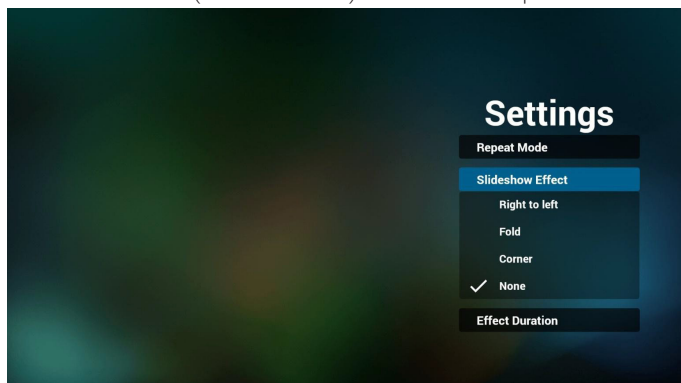 Settings
Repeat Mode
Slideshow Effect
Right to left
Fold
Corner
None
Effect Duration